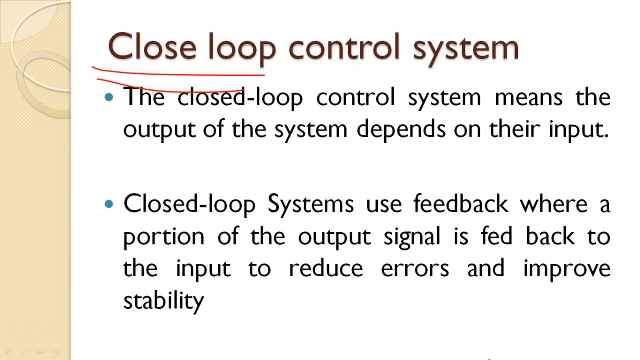 Close loop control system
The closed-loop control system means the
output of the system depends on their input.
Closed-loop Systems use feedback where a
portion of the output signal is fed back to
the input to reduce errors and improve
stability